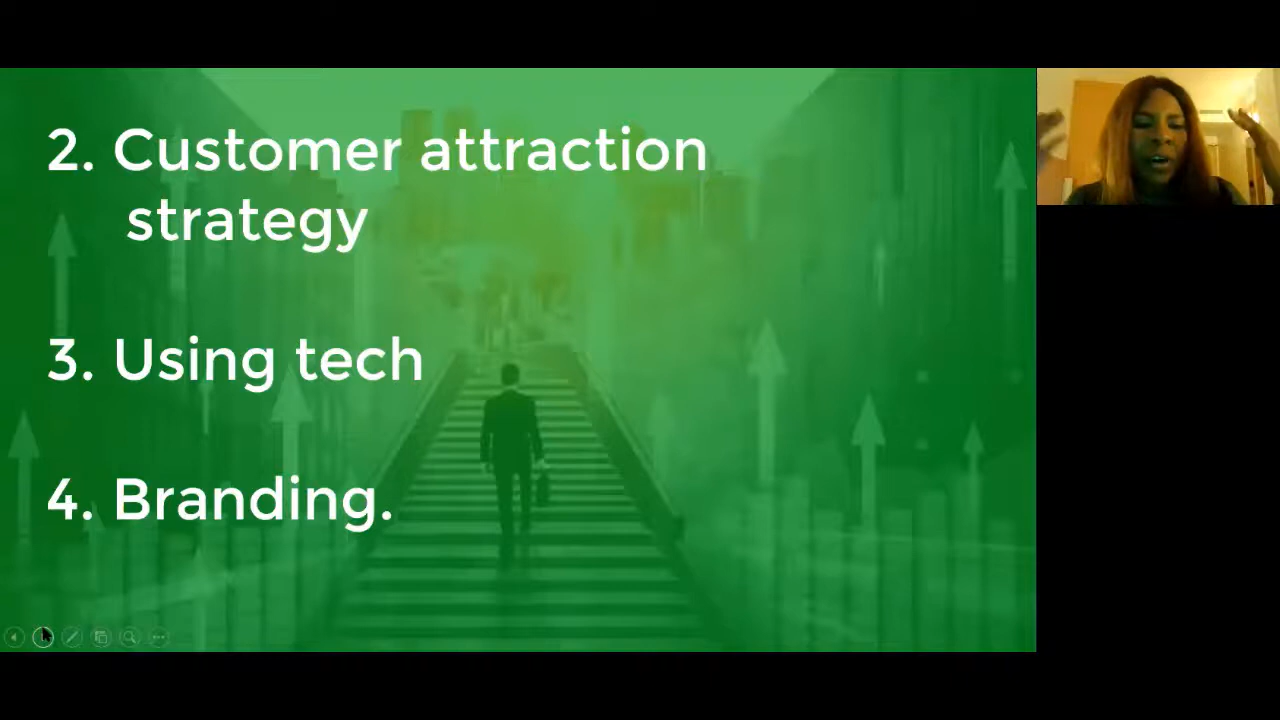 2. Customer attraction
strategy
3. Using tech
4. Branding.